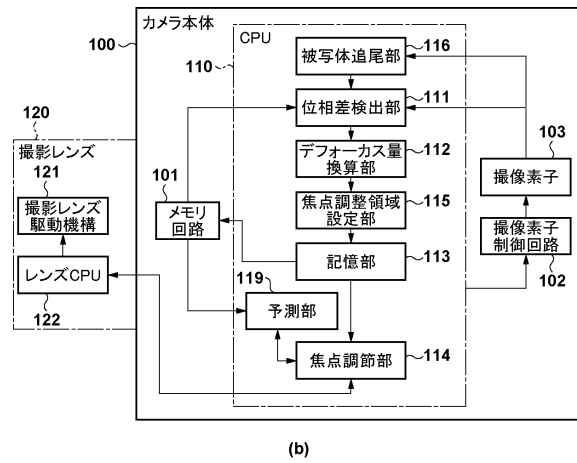 カメラ本体
100
CPU
110
被写体追尾部
116
位相差検出部
111
120
撮影レンズ
121
撮影レンズ
駆動機構
レンズCPU
122
101
メモリ
回路
デフォーカス量
換算部
112
焦点調整領域
設定部
115
記憶部
113
119
予測部
焦点調節部
114
103
撮像素子
撮像素子
制御回路
102
(b)